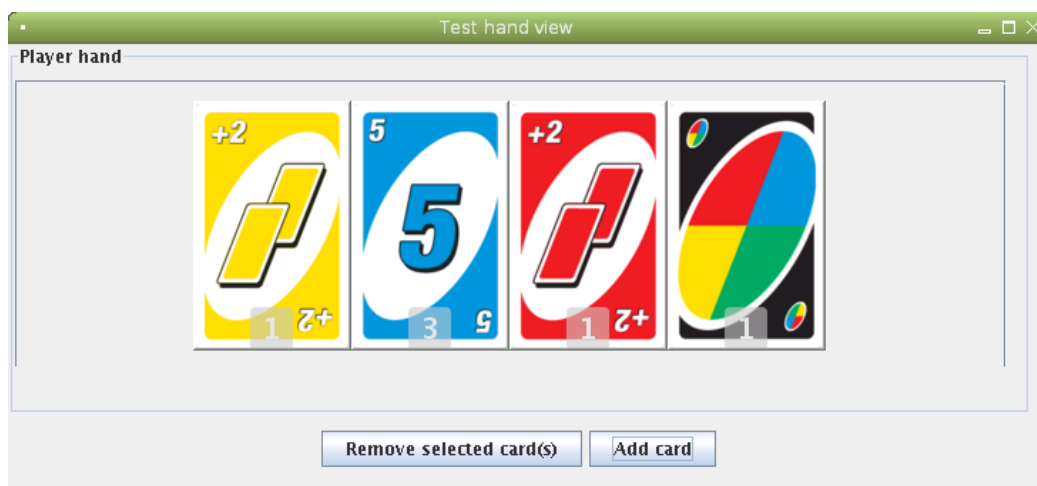 Test hand view
Player hand
+2 5 +2
5
1 +2 3 5 1 +2 1
Remove selected card(s) Add card